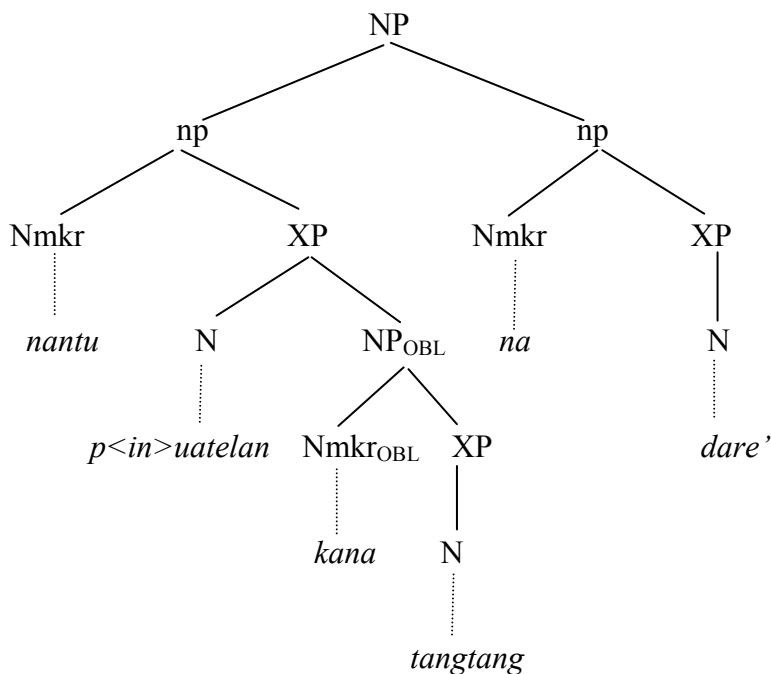 NP
np np
Nmkr XP Nmkr XP
nantu N NP_OBL na N
p<in>uatelan Nmkr_OBL XP dare’
kana N
tangtang